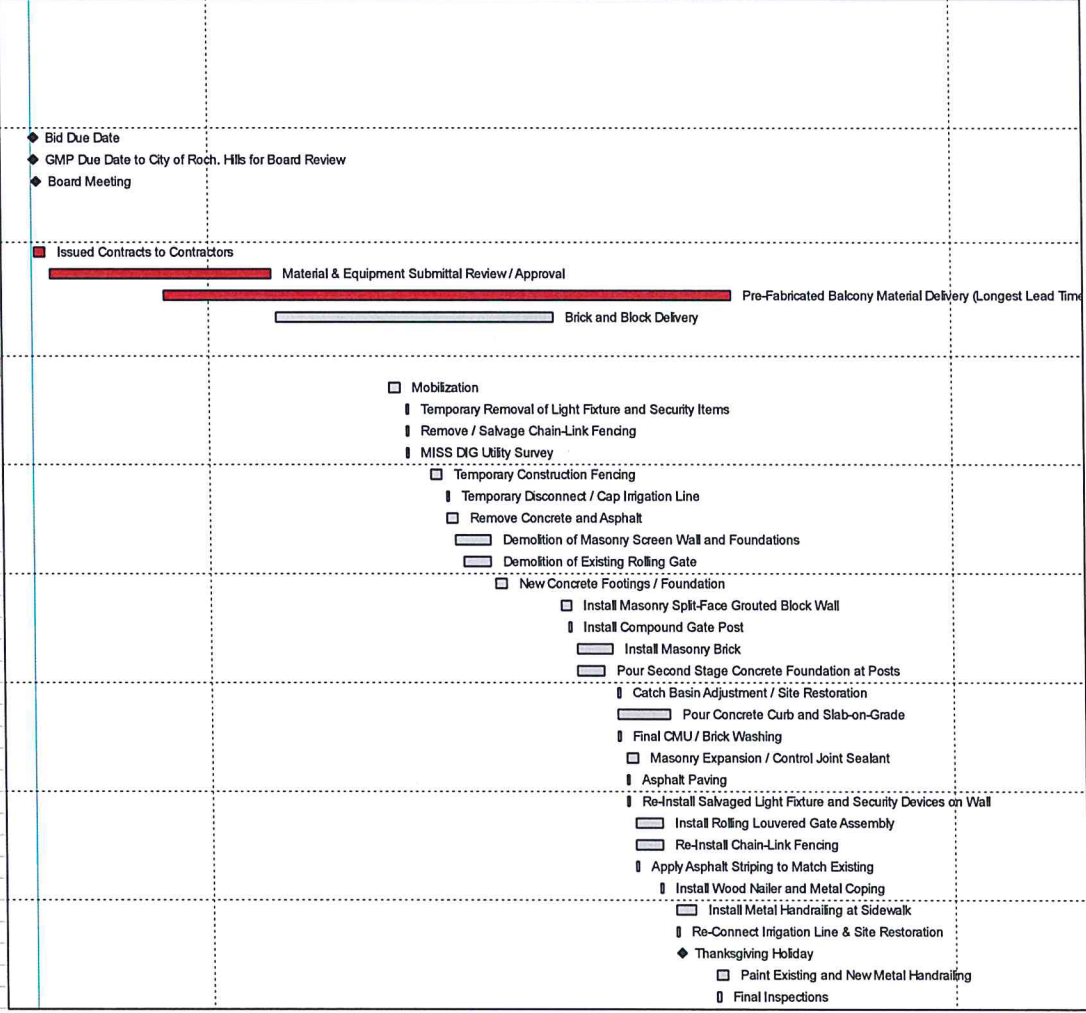 Bid Due Date
GMP Due Date to City of Roch. Hills for Board Review
Board Meeting
Issued Contracts to Contractors
Material & Equipment Submittal Review / Approval
Pre-Fabricated Balcony Material Delivery (Longest Lead Time
Brick and Block Delivery
Mobilization
Temporary Removal of Light Fixture and Security Items
Remove / Salvage Chain-Link Fencing
MISS DIG Utility Survey
Temporary Construction Fencing
Temporary Disconnect / Cap Irrigation Line
Remove Concrete and Asphalt
Demolition of Masonry Screen Wall and Foundations
Demolition of Existing Rolling Gate
New Concrete Footings / Foundation
Install Masonry Split-Face Grouted Block Wall
Install Compound Gate Post
Install Masonry Brick
Pour Second Stage Concrete Foundation at Posts
Catch Basin Adjustment / Site Restoration
Pour Concrete Curb and Slab-on-Grade
Final CMU / Brick Washing
Masonry Expansion / Control Joint Sealant
Asphalt Paving
Re-Install Salvaged Light Fixture and Security Devices on Wall
Install Rolling Louvered Gate Assembly
Re-Install Chain-Link Fencing
Apply Asphalt Striping to Match Existing
Install Wood Nailer and Metal Coping
Install Metal Handrailing at Sidewalk
Re-Connect Irrigation Line & Site Restoration
Thanksgiving Holiday
Paint Existing and New Metal Handrailing
Final Inspections